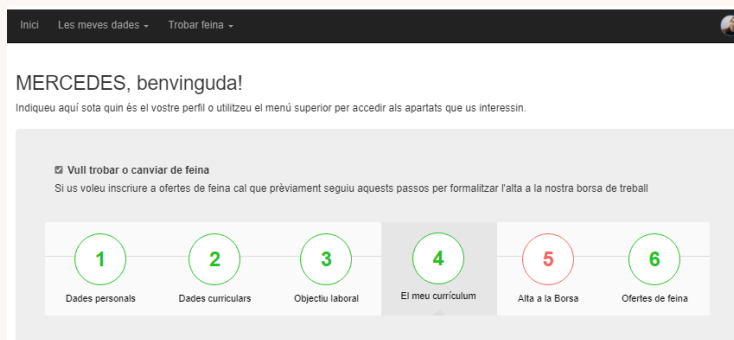 Inici Les meves dades Trobar feina
MERCEDES, benvinguda!
Indiqueu aquí sota quin és el vostre perfil o utilitzeu el menú superior per accedir als apartats que us interessin.
Vull trobar o canviar de feina
Si us voleu inscriure a ofertes de feina cal que prèviament seguiu aquests passos per formalitzar l'alta a la nostra borsa de treball
1 2 3 4 5 6
Dades personals Dades curriculars Objectiu laboral El meu currículum Alta a la Borsa Ofertes de feina